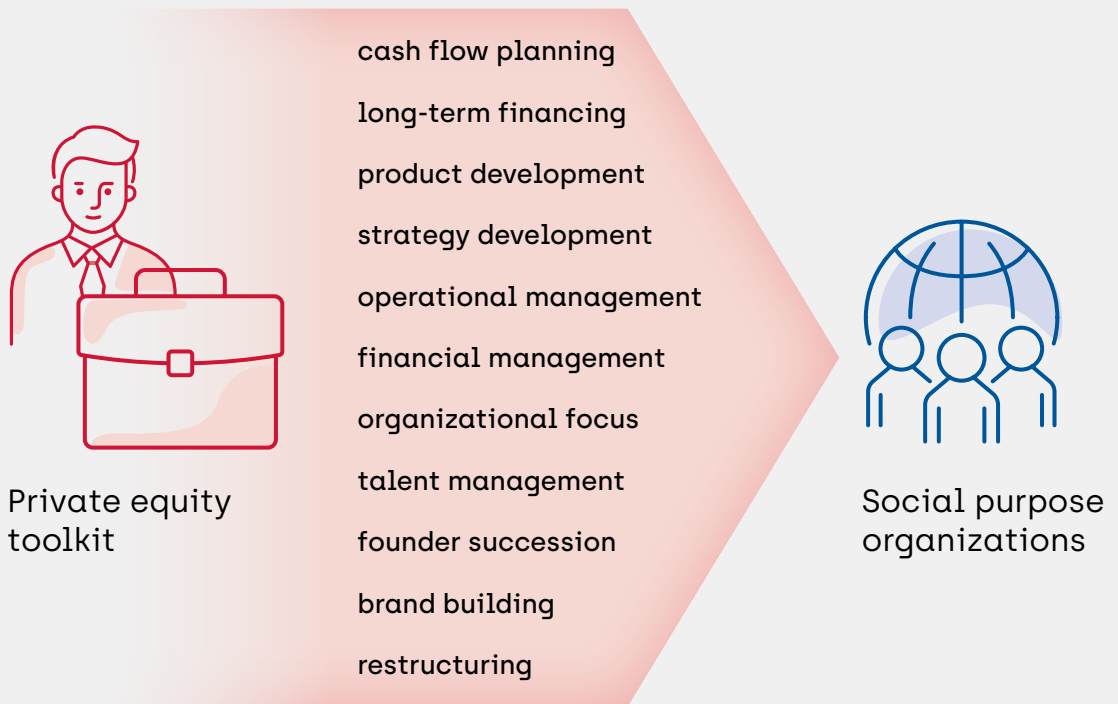 cash flow planning
long-term financing
product development
strategy development
operational management
financial management
organizational focus
talent management
founder succession
brand building
restructuring
Private equity
toolkit
Social purpose
organizations